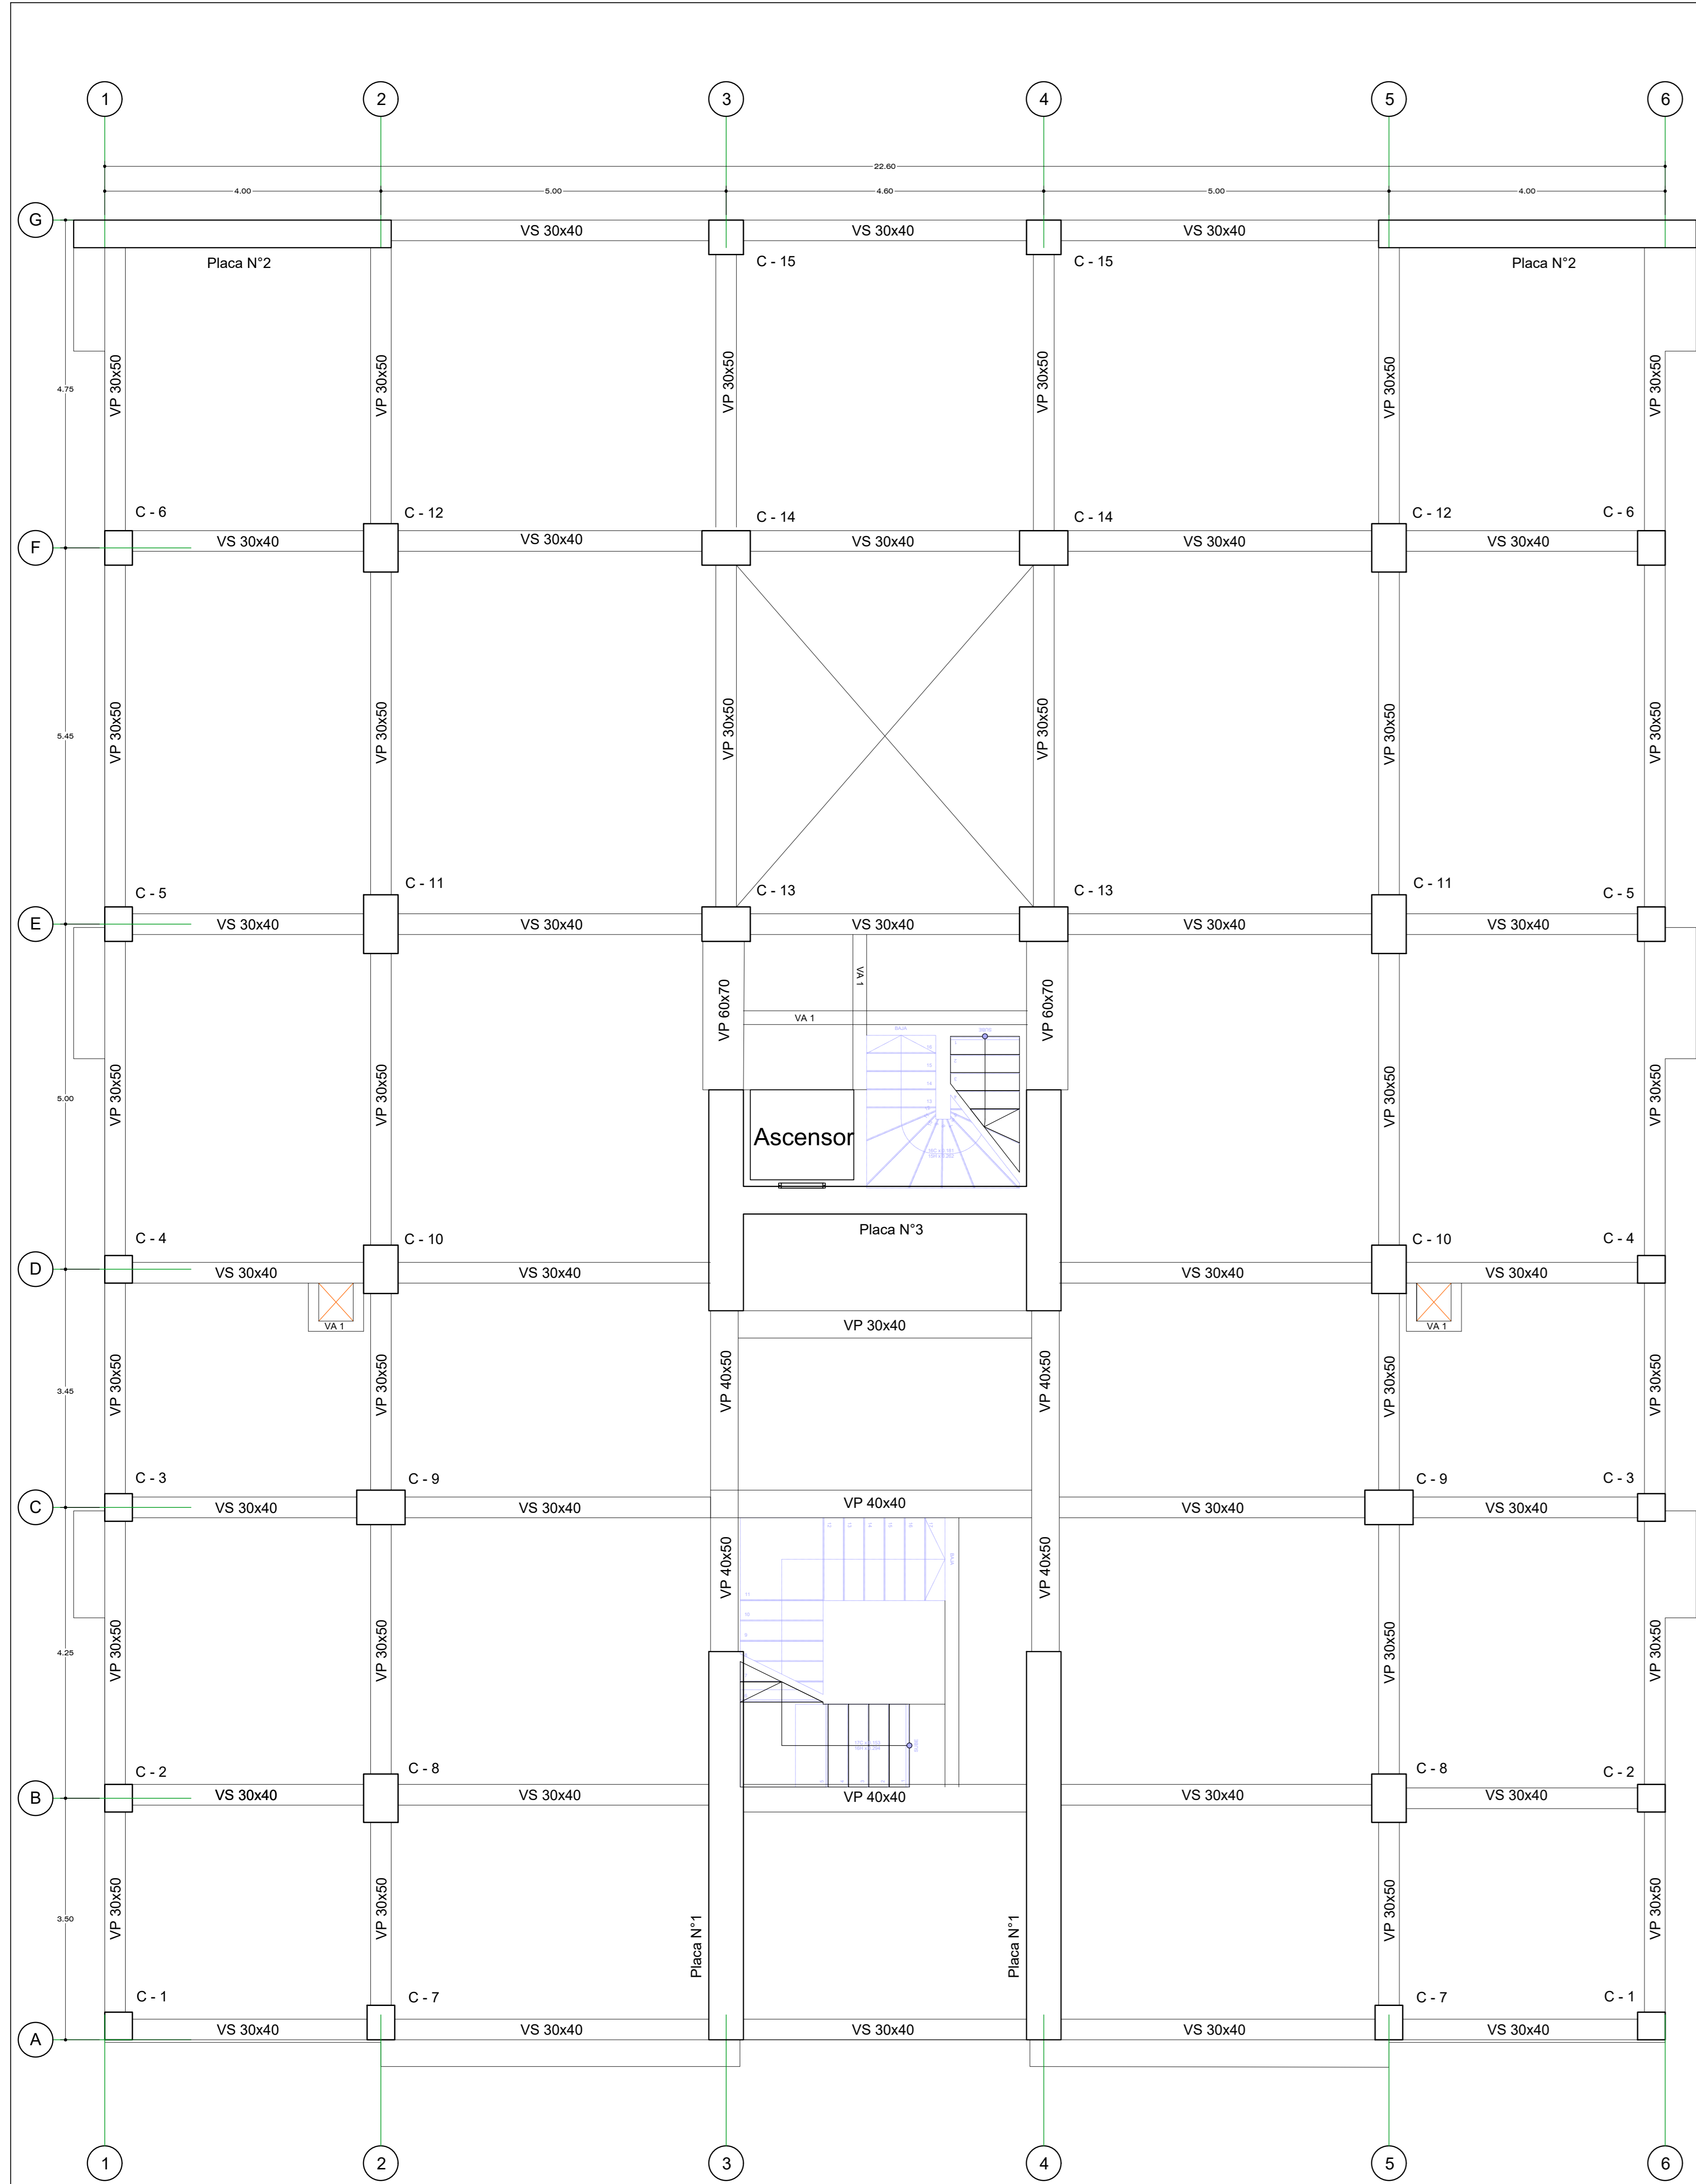 1 2 3 4 5 6
22.60
4.00 5.00 4.60 5.00 4.00
G
VS 30x40 VS 30x40 VS 30x40
Placa N°2 C - 15 C - 15 Placa N°2
VP 30x50 VP 30x50 VP 30x50 VP 30x50 VP 30x50 VP 30x50
4.75
C - 6 C - 12 C - 14 C - 14 C - 12 C - 6
F
VS 30x40 VS 30x40 VS 30x40 VS 30x40 VS 30x40
VP 30x50 VP 30x50 VP 30x50 VP 30x50 VP 30x50 VP 30x50
5.45
C - 5 C - 11 C - 13 C - 13 C - 11 C - 5
E
VS 30x40 VS 30x40 VS 30x40 VS 30x40 VS 30x40
VA 1
VP 60x70 VP 60x70
VA 1
BAJA
VP 30x50 VP 30x50 VP 30x50 VP 30x50
5.00
Ascensor
Placa N°3
C - 4 C - 10 C - 10 C - 4
D
VS 30x40 VS 30x40 VS 30x40 VS 30x40
VA 1 VP 30x40 VA 1
VP 30x50 VP 30x50 VP 40x50 VP 40x50 VP 30x50 VP 30x50
3.45
C - 3 C - 9 C - 9 C - 3
C
VS 30x40 VS 30x40 VP 40x40 VS 30x40 VS 30x40
BAJA
VP 40x50 VP 40x50
VP 30x50 VP 30x50 VP 30x50 VP 30x50
4.25
C - 2 C - 8 C - 8 C - 2
B
VS 30x40 VS 30x40 VP 40x40 VS 30x40 VS 30x40
VP 30x50 VP 30x50 VP 30x50 VP 30x50
3.50
Placa N°1 Placa N°1
C - 1 C - 7 C - 7 C - 1
A
VS 30x40 VS 30x40 VS 30x40 VS 30x40 VS 30x40
1 2 3 4 5 6